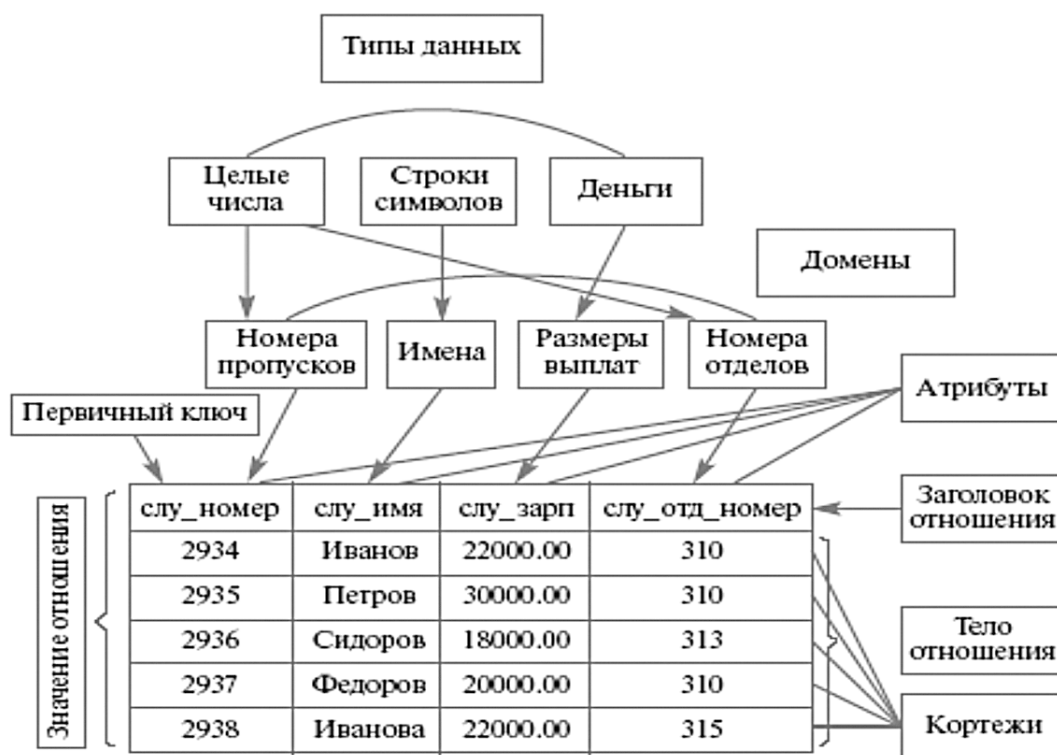 Типы данных
Целые
числа
Строки
символов
Деньги
Домены
Номера
пропусков
Имена
Размеры
выплат
Номера
отделов
Атрибуты
Первичный ключ
Заголовок
отношения
Значение отношения
слу_номер слу_имя слу_зарп слу_отд_номер
2934 Иванов 22000.00 310
2935 Петров 30000.00 310
2936 Сидоров 18000.00 313
2937 Федоров 20000.00 310
2938 Иванова 22000.00 315
Тело
отношения
Кортежи